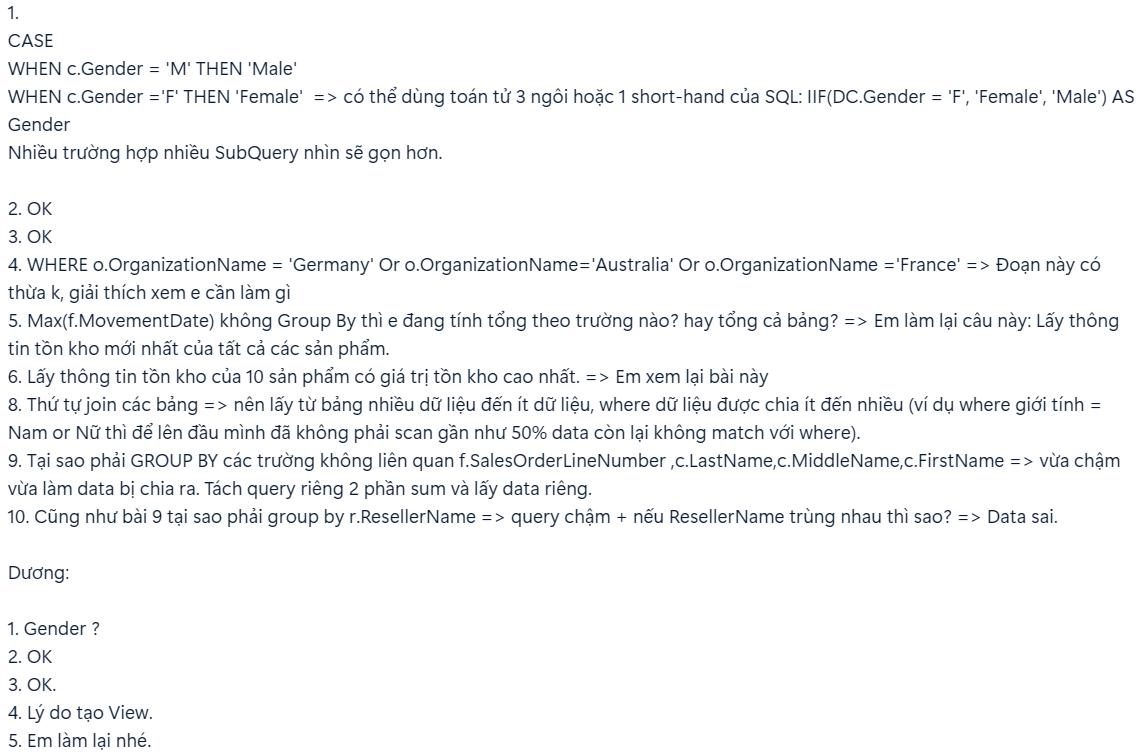 1.
CASE
WHEN c.Gender = 'M' THEN 'Male'
WHEN c.Gender ='F' THEN 'Female'  => có thể dùng toán tử 3 ngôi hoặc 1 short-hand của SQL: IIF(DC.Gender = 'F', 'Female', 'Male') AS
Gender
Nhiều trường hợp nhiều SubQuery nhìn sẽ gọn hơn.
2. OK
3. OK
4. WHERE o.OrganizationName = 'Germany' Or o.OrganizationName='Australia' Or o.OrganizationName ='France' => Đoạn này có
thừa k, giải thích xem e cần làm gì
5. Max(f.MovementDate) không Group By thì e đang tính tổng theo trường nào? hay tổng cả bảng? => Em làm lại câu này: Lấy thông
tin tồn kho mới nhất của tất cả các sản phẩm.
6. Lấy thông tin tồn kho của 10 sản phẩm có giá trị tồn kho cao nhất. => Em xem lại bài này
8. Thứ tự join các bảng => nên lấy từ bảng nhiều dữ liệu đến ít dữ liệu, where dữ liệu được chia ít đến nhiều (ví dụ where giới tính =
Nam or Nữ thì để lên đầu mình đã không phải scan gần như 50% data còn lại không match với where).
9. Tại sao phải GROUP BY các trường không liên quan f.SalesOrderLineNumber ,c.LastName,c.MiddleName,c.FirstName => vừa chậm
vừa làm data bị chia ra. Tách query riêng 2 phần sum và lấy data riêng.
10. Cũng như bài 9 tại sao phải group by r.ResellerName => query chậm + nếu ResellerName trùng nhau thì sao? => Data sai.
Dương:
1. Gender ?
2. OK
3. OK.
4. Lý do tạo View.
5. Em làm lại nhé.